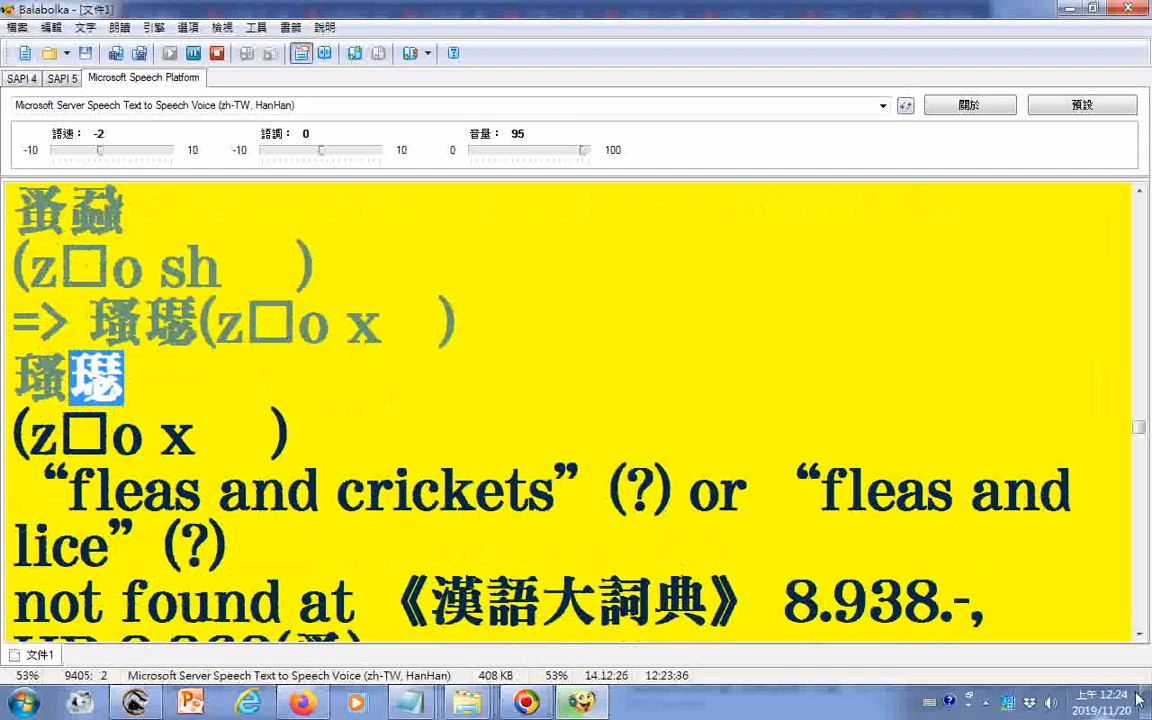 Balabolka - [文件1]
檔案 編輯 文字 朗讀 引擎 選項 檢視 工具 書籤 說明
SAPI 4 SAPI 5 Microsoft Speech Platform
Microsoft Server Speech Text to Speech Voice (zh-TW, HanHan) 關於 預設
語速： -2 語調： 0 音量： 95
-10 10 -10 10 0 100
蚤蝨
(z□o sh )
=> 瑤璱(z□o x )
(z□o x )
“fleas and crickets” (?) or “fleas and
lice” (?)
not found at 《漢語大詞典》 8.938.-,
文件1
53% 9405: 2 Microsoft Server Speech Text to Speech Voice (zh-TW, HanHan) 408 KB 53% 14.12:26 12:23:36
上午 12:24
2019/11/20